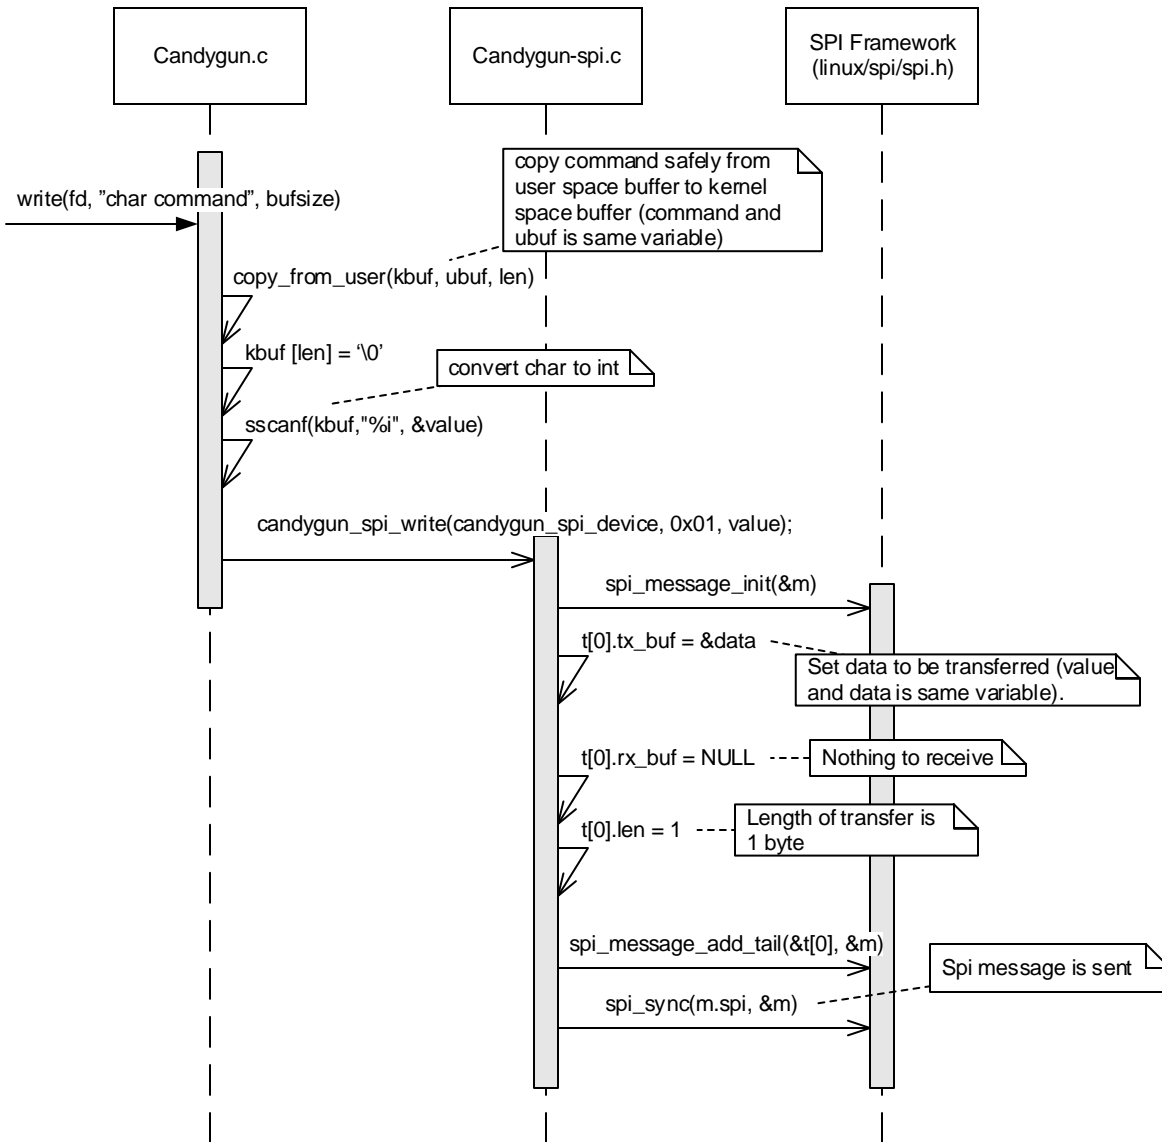 Candygun.c
Candygun-spi.c
SPI Framework
(linux/spi/spi.h)
copy command safely from
user space buffer to kernel
space buffer (command and
ubuf is same variable)
write(fd, ”char command”, bufsize)
copy_from_user(kbuf, ubuf, len)
kbuf [len] = ‘\0’
convert char to int
sscanf(kbuf,"%i", &value)
candygun_spi_write(candygun_spi_device, 0x01, value);
spi_message_init(&m)
t[0].tx_buf = &data
Set data to be transferred (value
and data is same variable).
t[0].rx_buf = NULL
Nothing to receive
t[0].len = 1
Length of transfer is
1 byte
spi_message_add_tail(&t[0], &m)
Spi message is sent
spi_sync(m.spi, &m)